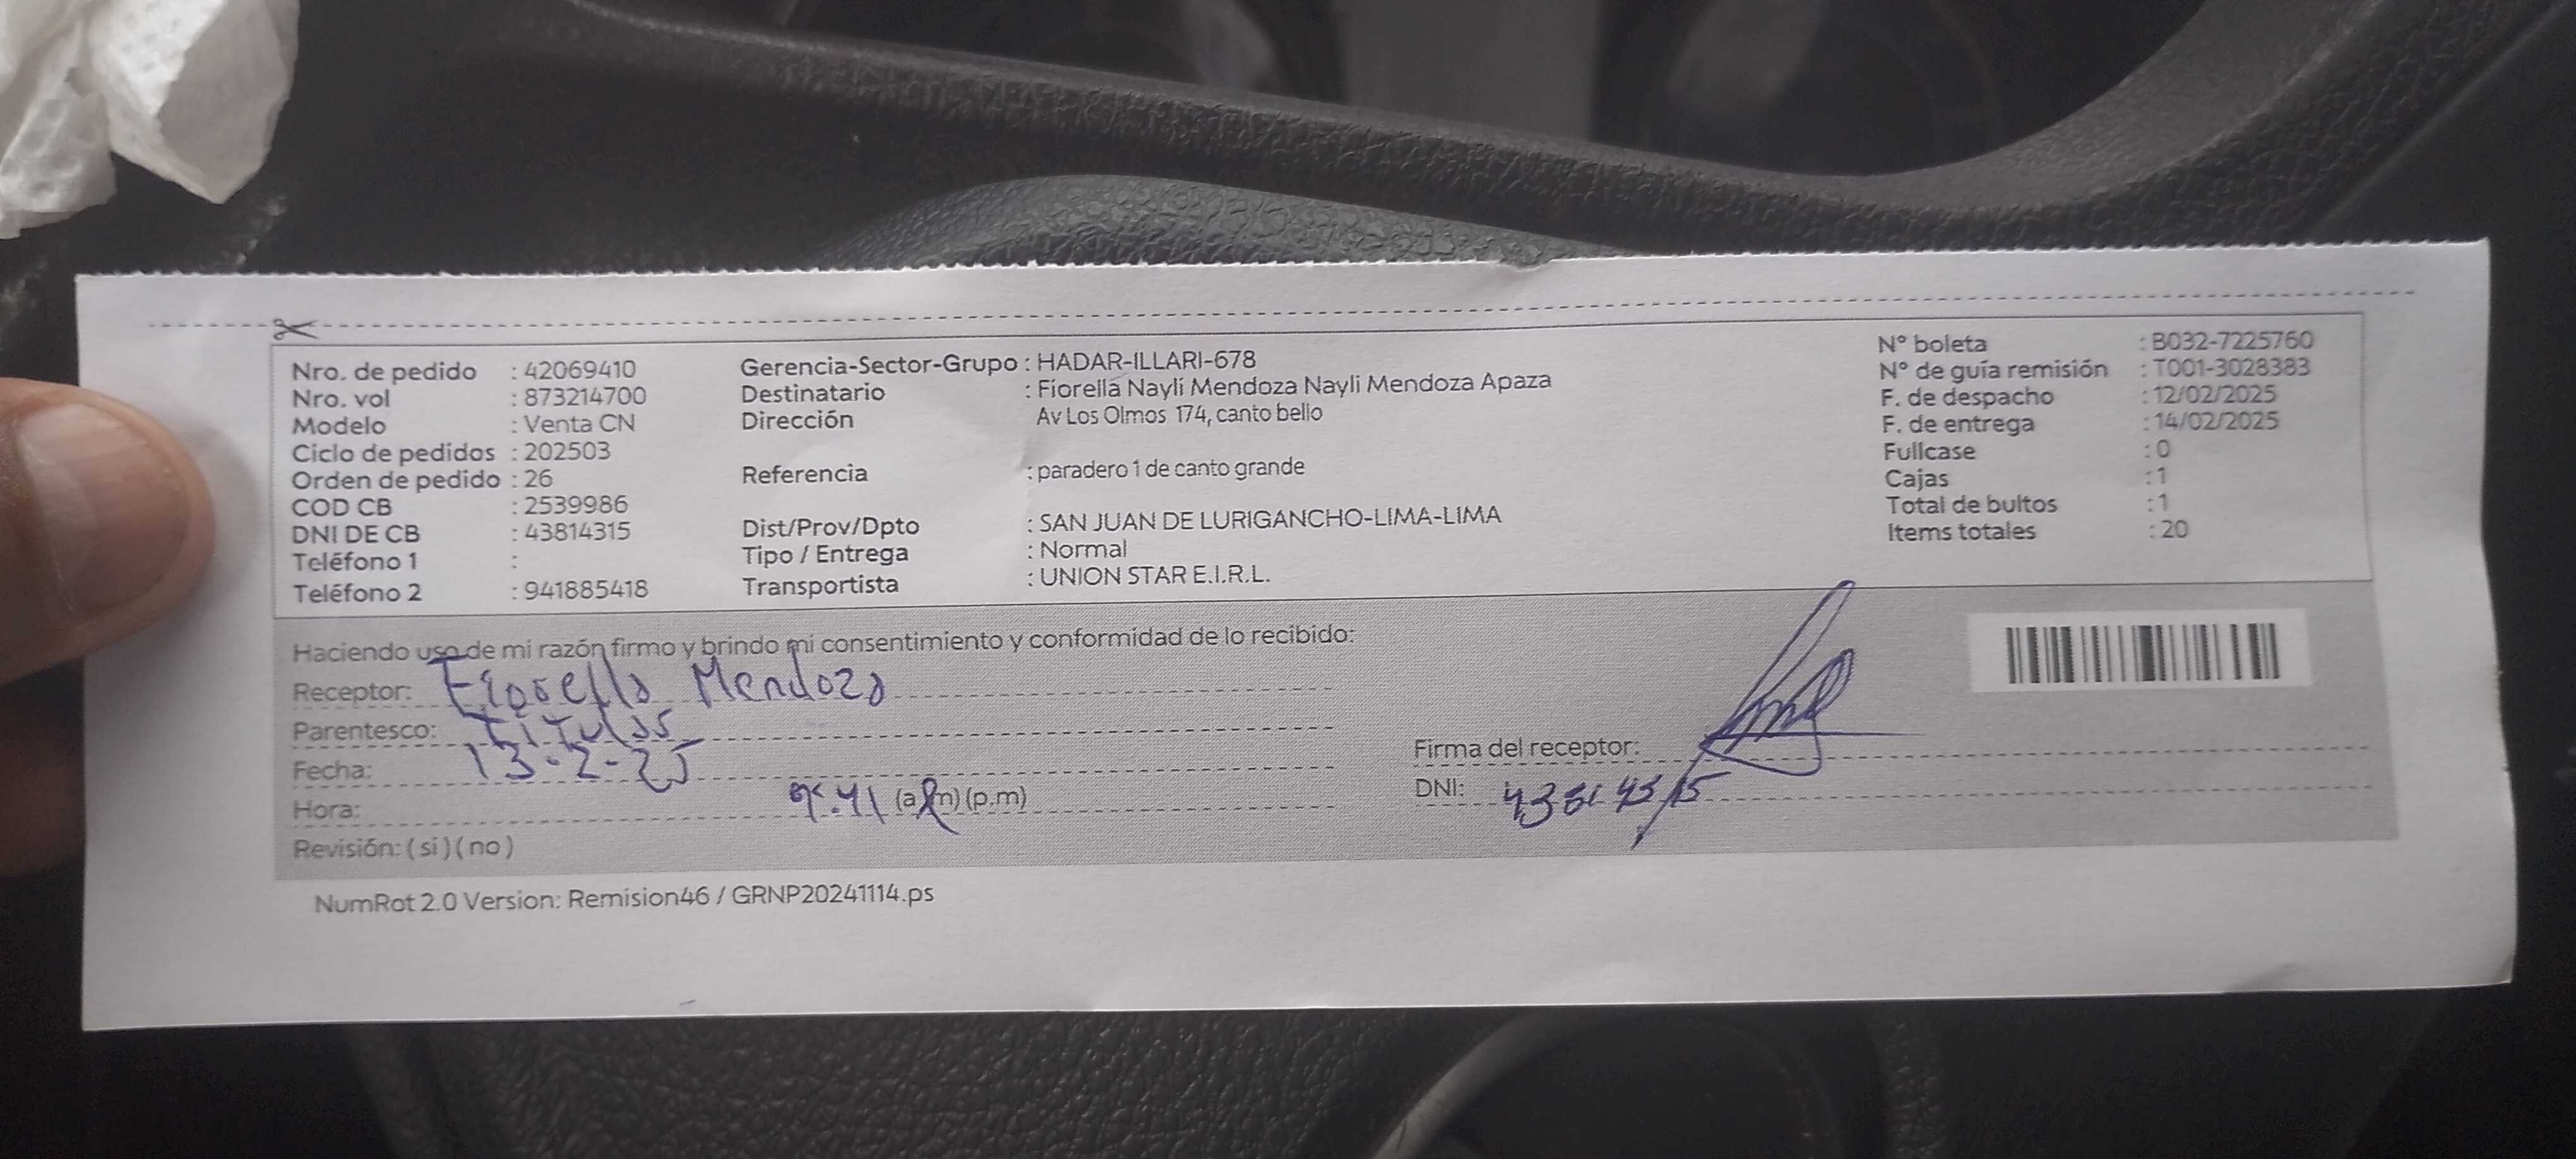 Nro. de pedido : 42069410
Nro. vol : 873214700
Modelo : Venta CN
Ciclo de pedidos : 202503
Orden de pedido : 26
COD CB : 2539986
DNI DE CB : 43814315
Teléfono 1 :
Teléfono 2 : 941885418
Gerencia-Sector-Grupo : HADAR-ILLARI-678
Destinatario : Fiorella Nayli Mendoza Nayli Mendoza Apaza
Dirección Av Los Olmos 174, canto bello
Referencia : paradero 1 de canto grande
Dist/Prov/Dpto : SAN JUAN DE LURIGANCHO-LIMA-LIMA
Tipo / Entrega : Normal
Transportista : UNION STAR E.I.R.L.
N° boleta : B032-7225760
N° de guía remisión : T001-3028383
F. de despacho : 12/02/2025
F. de entrega : 14/02/2025
Fullcase : 0
Cajas : 1
Total de bultos : 1
Items totales : 20
Haciendo uso de mi razón firmo y brindo mi consentimiento y conformidad de lo recibido:
Receptor: Fiorella Mendoza
Parentesco: Titular
Fecha: 13-2-25
Hora: (a.m) (p.m)
Revisión: ( si ) ( no )
Firma del receptor:
DNI:
NumRot 2.0 Version: Remision46 / GRNP20241114.ps